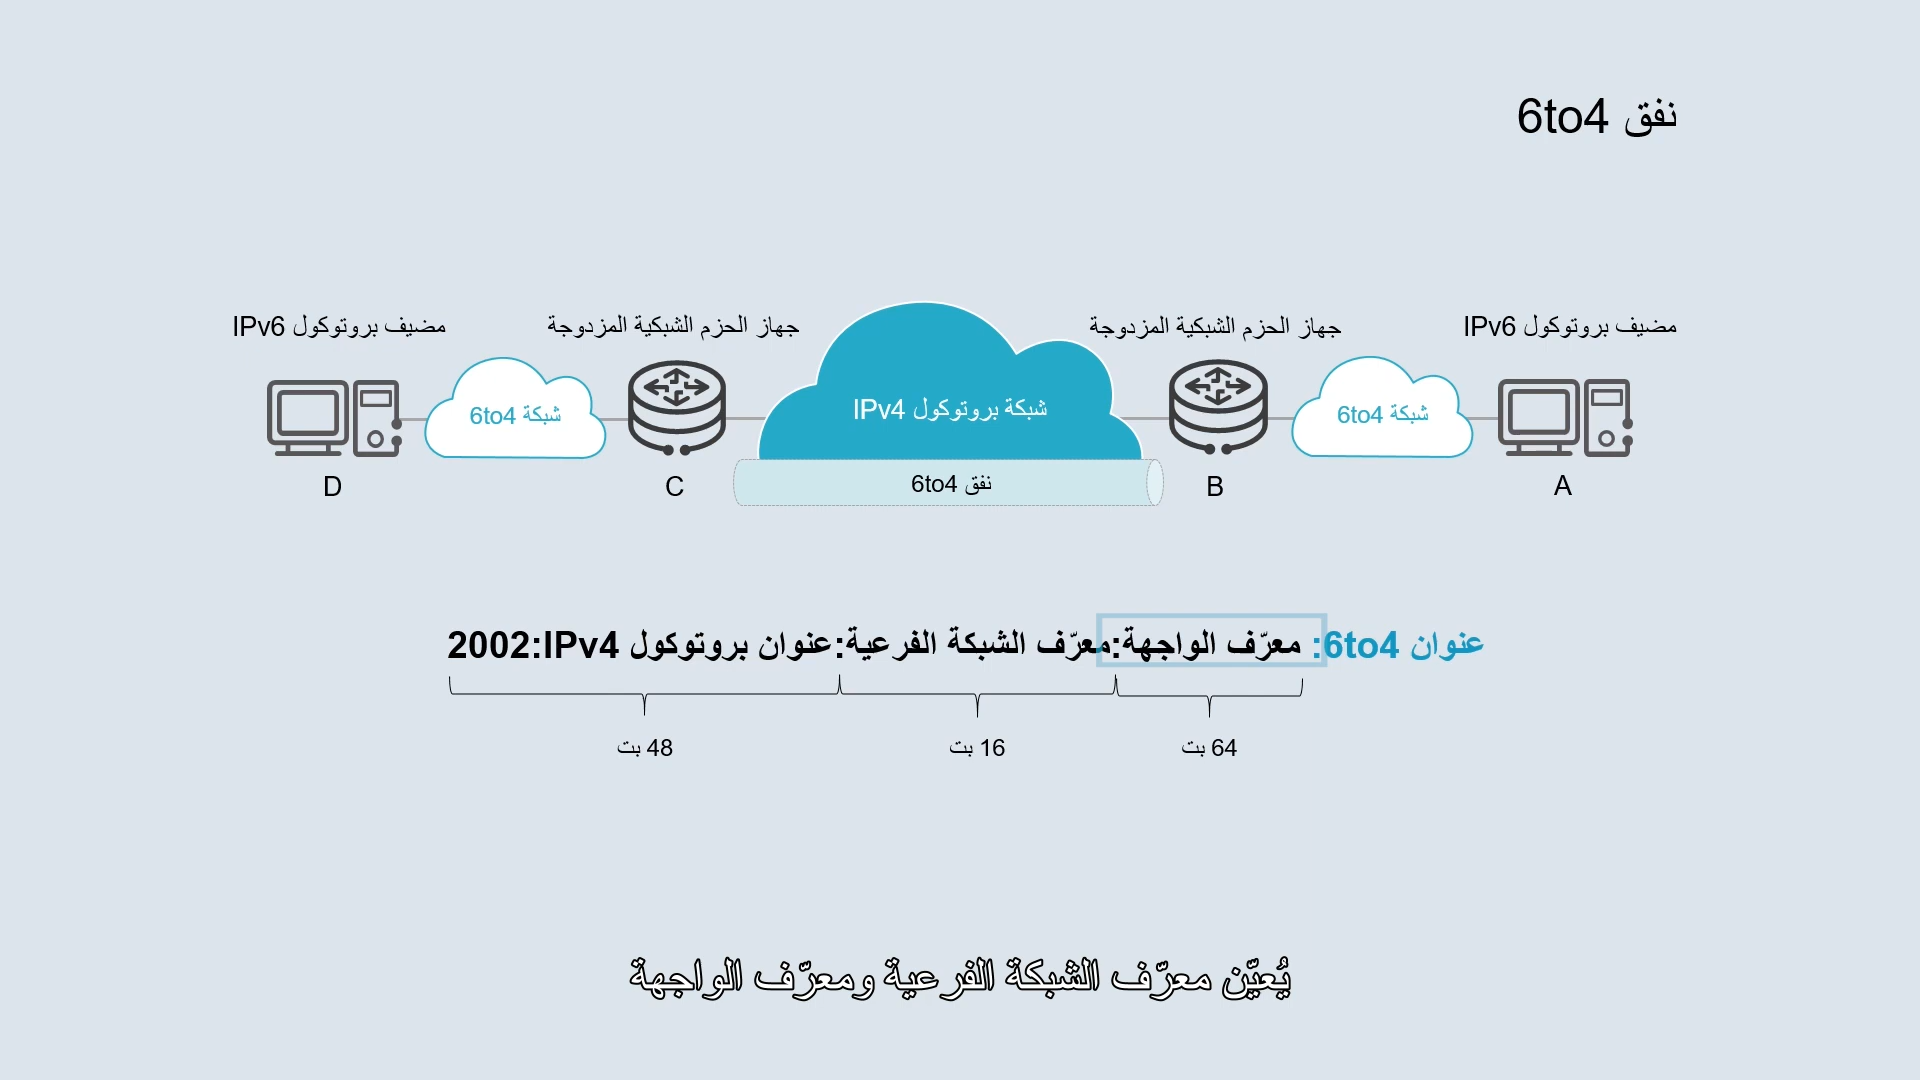 نفق 6to4
مضيف بروتوكول IPv6
جهاز الحزم الشبكية المزدوجة
جهاز الحزم الشبكية المزدوجة
مضيف بروتوكول IPv6
شبكة 6to4
شبكة بروتوكول IPv4
شبكة 6to4
A
B
نفق 6to4
C
D
عنوان 6to4: معرّف الواجهة:معرّف الشبكة الفرعية:عنوان بروتوكول 2002:IPv4
64 بت
16 بت
48 بت
يُعيّن معرّف الشبكة الفرعية ومعرّف الواجهة